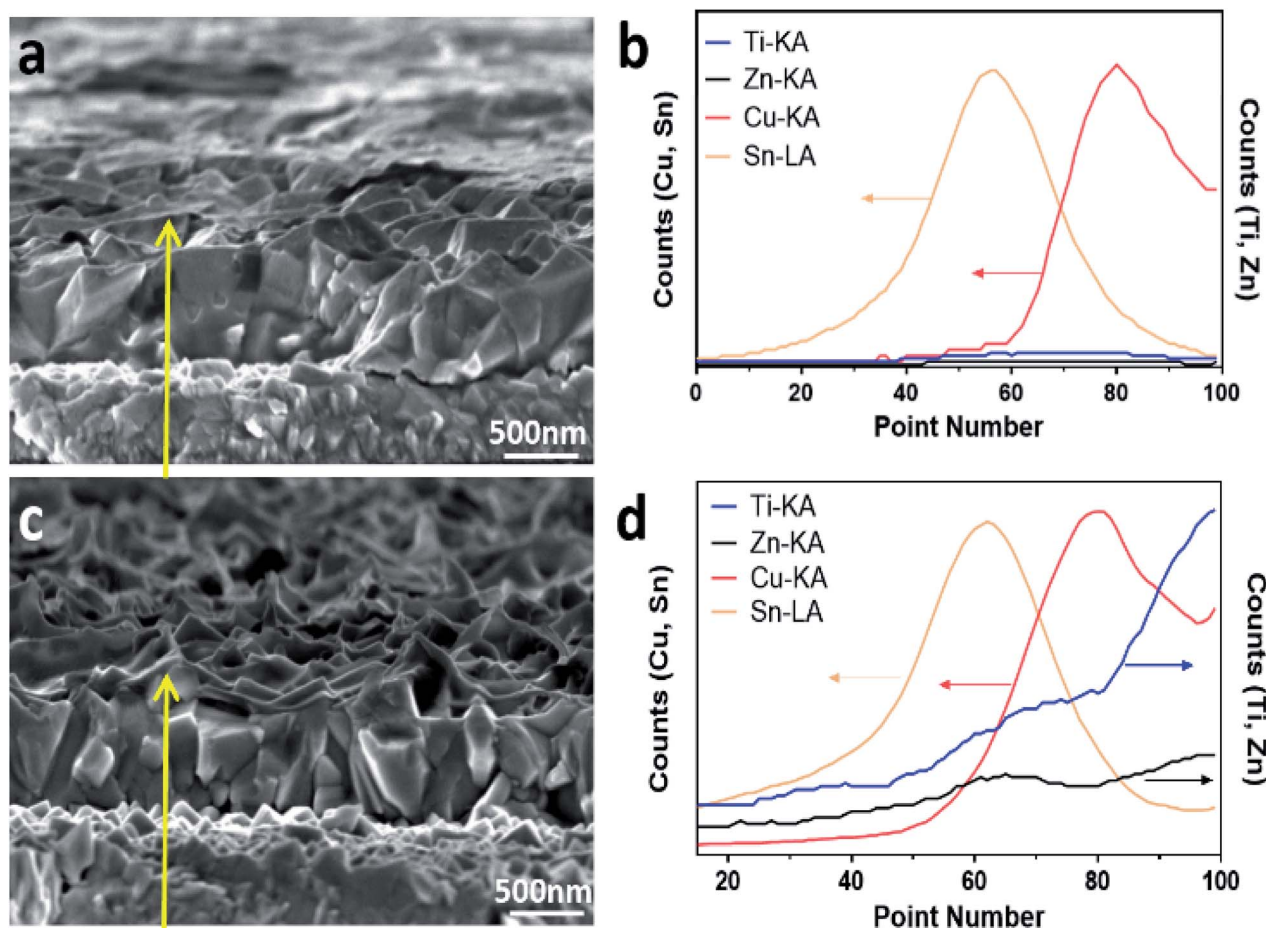 a
500nm
b
Ti-KA
Zn-KA
Cu-KA
Sn-LA
Counts (Cu, Sn)
Counts (Ti, Zn)
0 20 40 60 80 100
Point Number
c
500nm
d
Ti-KA
Zn-KA
Cu-KA
Sn-LA
Counts (Cu, Sn)
Counts (Ti, Zn)
20 40 60 80 100
Point Number